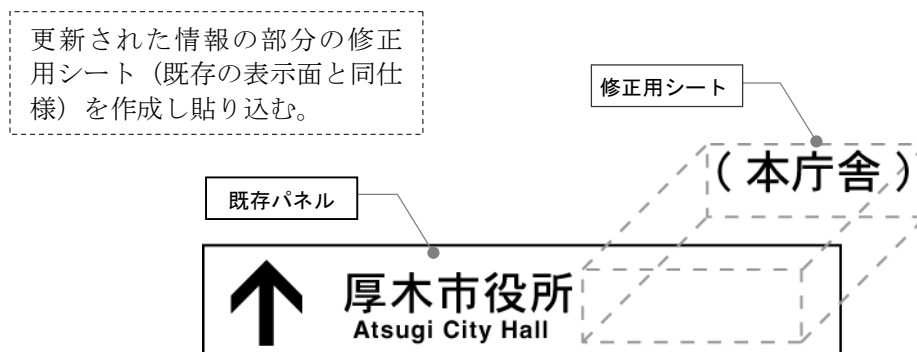 更新された情報の部分の修正
用シート（既存の表示面と同仕
様）を作成し貼り込む。
修正用シート
（本庁舎）
既存パネル
厚木市役所
Atsugi City Hall